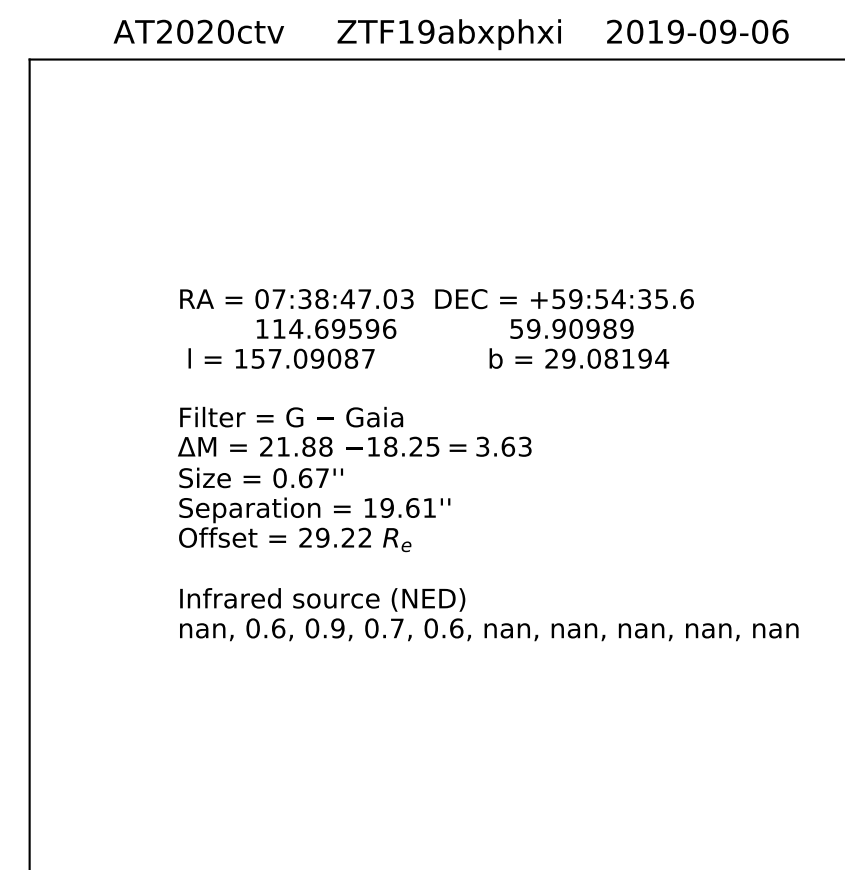 AT2020ctv ZTF19abxphxi 2019-09-06
RA = 07:38:47.03 DEC = +59:54:35.6
114.69596 59.90989
l = 157.09087 b = 29.08194
Filter = G − Gaia
ΔM = 21.88 −18.25 = 3.63
Size = 0.67''
Separation = 19.61''
Offset = 29.22 Rₑ
Infrared source (NED)
nan, 0.6, 0.9, 0.7, 0.6, nan, nan, nan, nan, nan